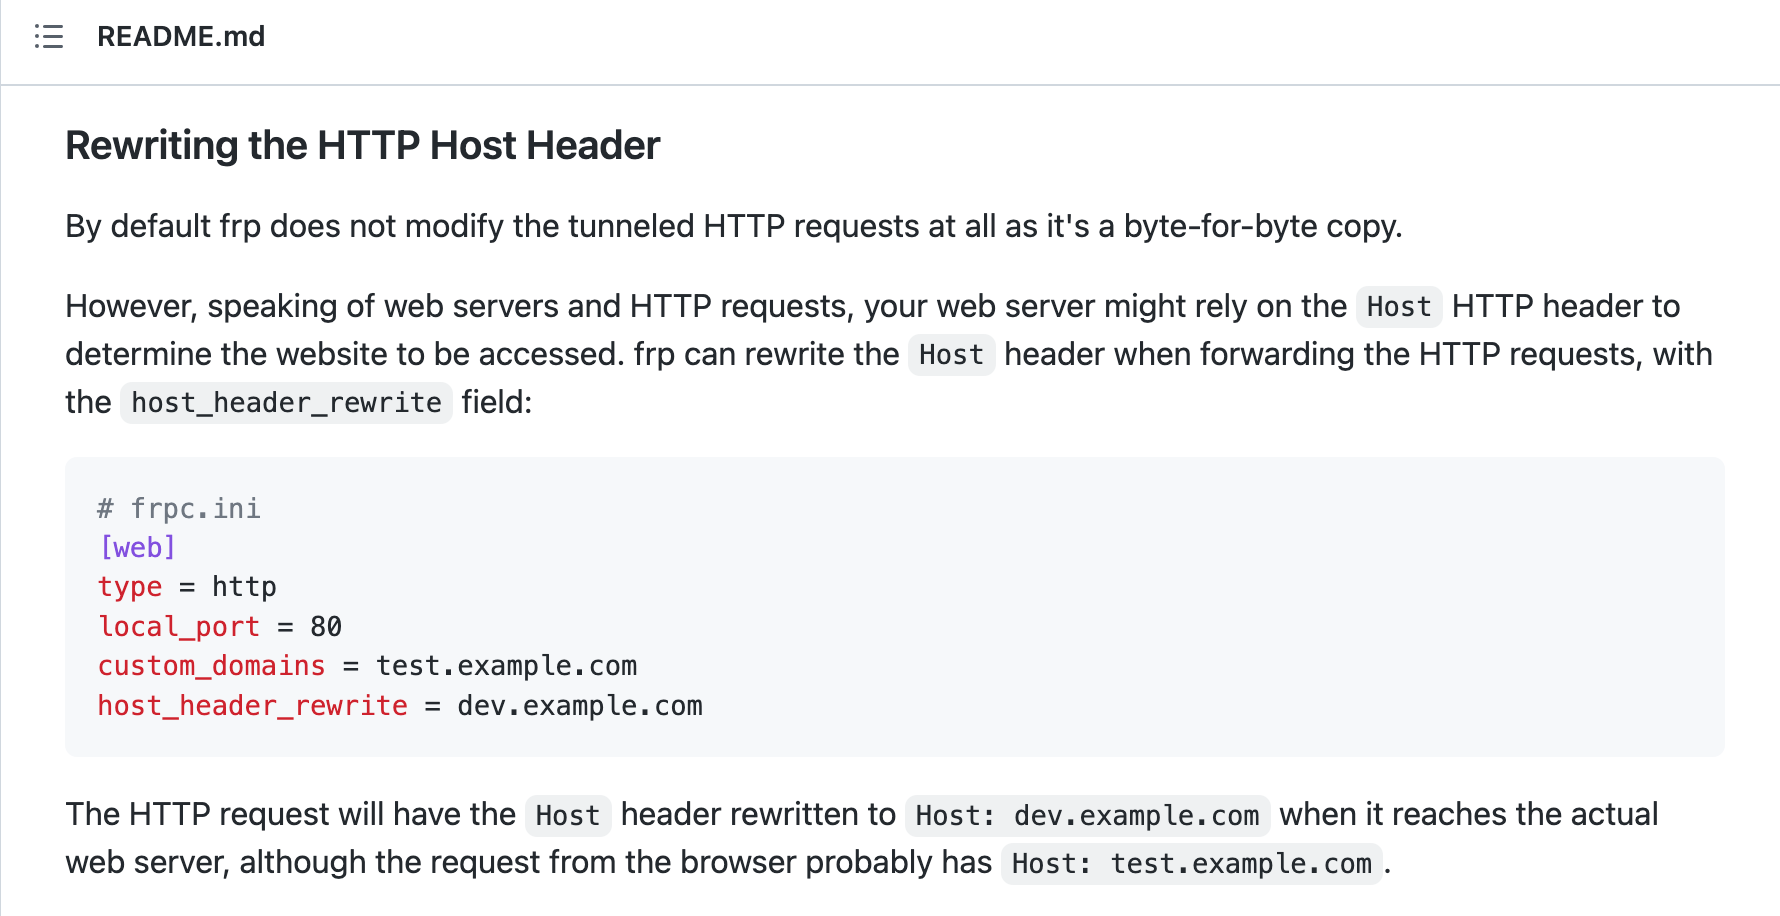 README.md
Rewriting the HTTP Host Header
By default frp does not modify the tunneled HTTP requests at all as it's a byte-for-byte copy.
However, speaking of web servers and HTTP requests, your web server might rely on the Host HTTP header to
determine the website to be accessed. frp can rewrite the Host header when forwarding the HTTP requests, with
the host_header_rewrite field:
# frpc.ini
[web]
type = http
local_port = 80
custom_domains = test.example.com
host_header_rewrite = dev.example.com
The HTTP request will have the Host header rewritten to Host: dev.example.com when it reaches the actual
web server, although the request from the browser probably has Host: test.example.com.